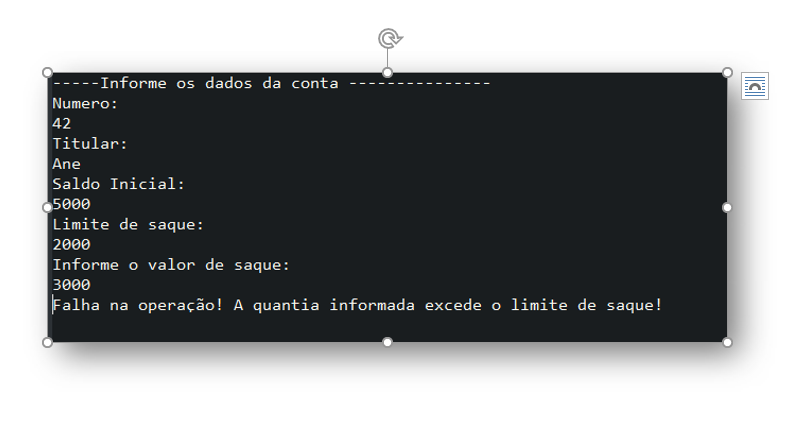 -----Informe os dados da conta ---------------
Numero:
42
Titular:
Ane
Saldo Inicial:
5000
Limite de saque:
2000
Informe o valor de saque:
3000
Falha na operação! A quantia informada excede o limite de saque!